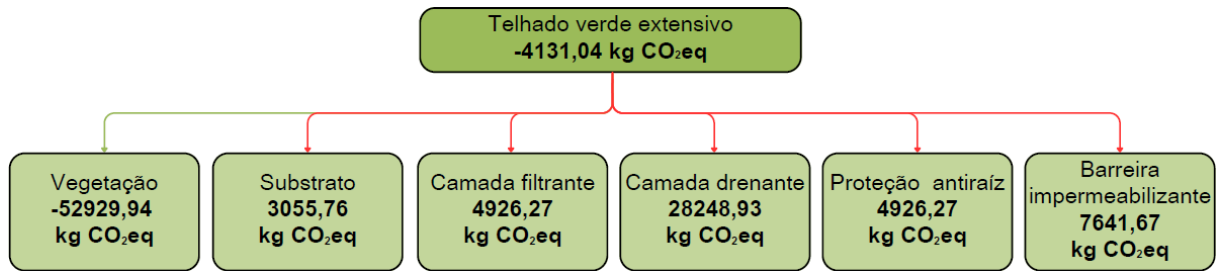 Telhado verde extensivo
-4131,04 kg CO₂eq
Vegetação
-52929,94
kg CO₂eq
Substrato
3055,76
kg CO₂eq
Camada filtrante
4926,27
kg CO₂eq
Camada drenante
28248,93
kg CO₂eq
Proteção antiraíz
4926,27
kg CO₂eq
Barreira
impermeabilizante
7641,67
kg CO₂eq